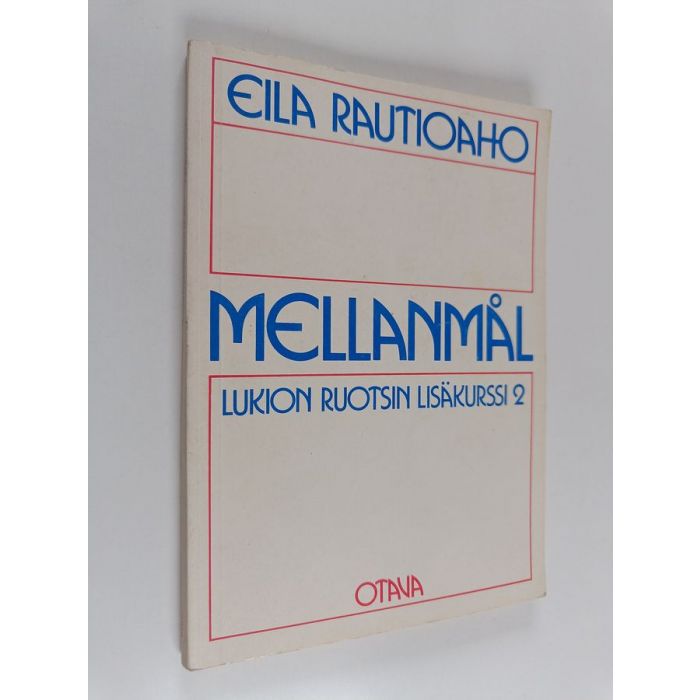 EILA RAUTIOAHO
MELLANMÅL
LUKION RUOTSIN LISÄKURSSI 2
OTAVA